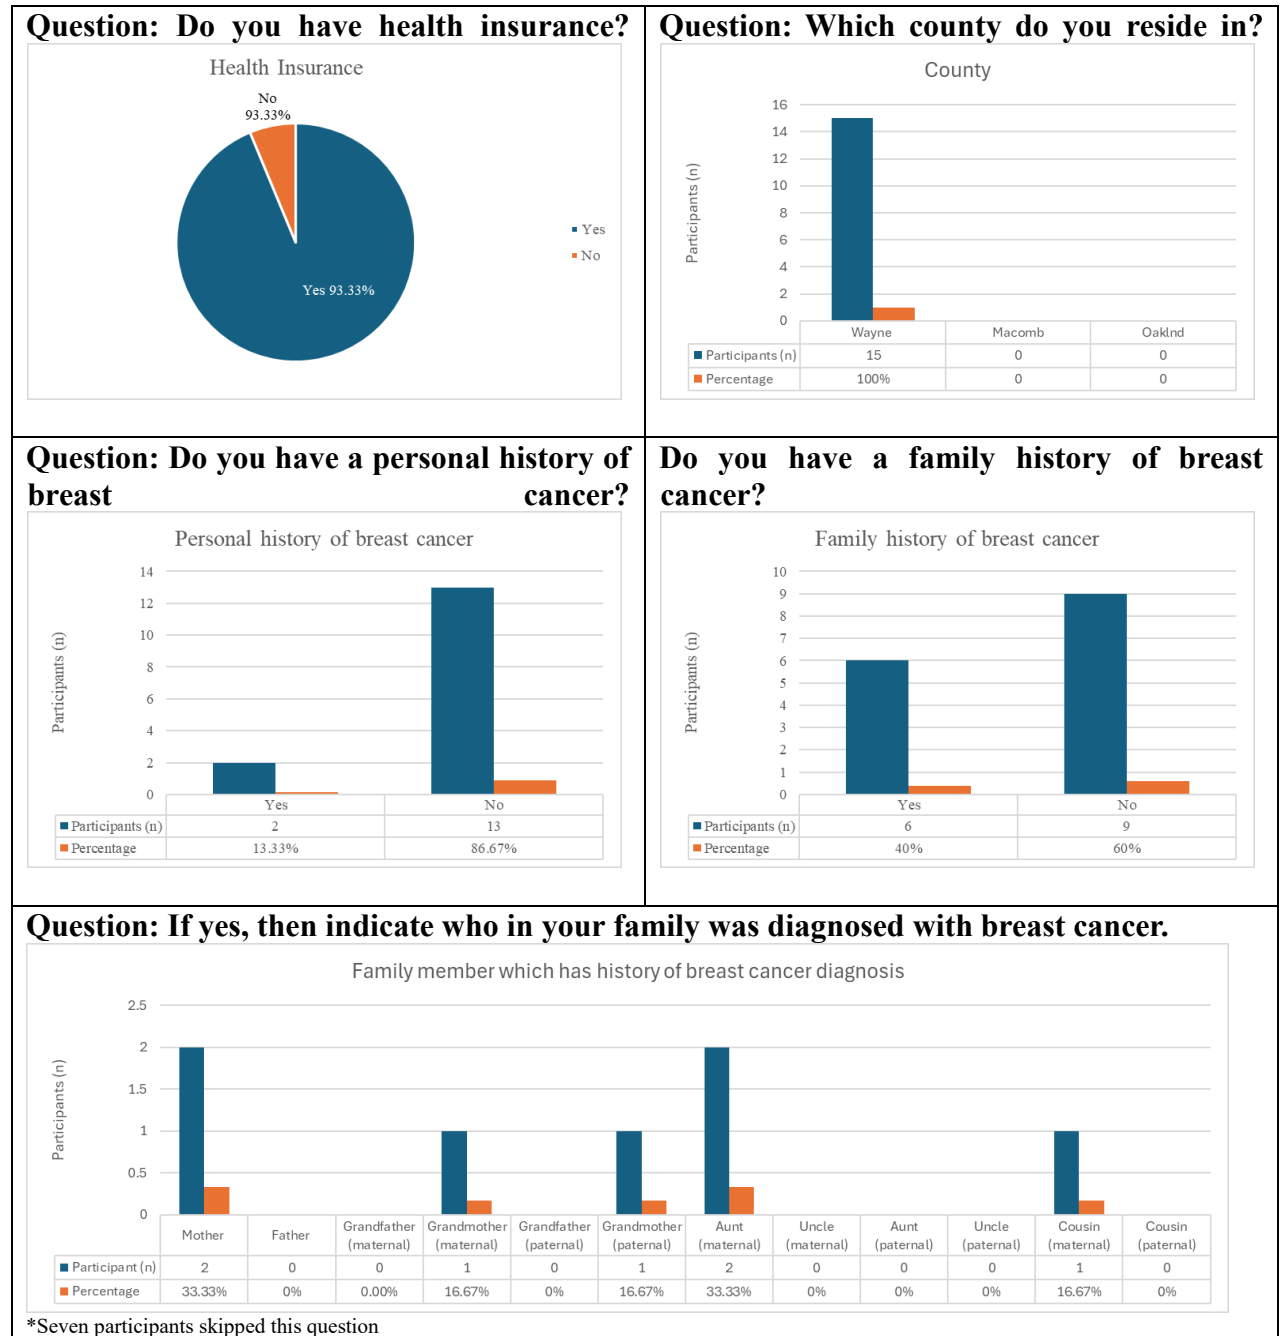 Question: Do you have health insurance?
Health Insurance
No
93.33%
Yes 93.33%
Yes
No
Question: Which county do you reside in?
County
Participants (n)
16
14
12
10
8
6
4
2
0
Wayne Macomb Oaklnd
Participants (n) 15 0 0
Percentage 100% 0 0
Question: Do you have a personal history of
breast cancer?
Personal history of breast cancer
Participants (n)
14
12
10
8
6
4
2
0
Yes No
Participants (n) 2 13
Percentage 13.33% 86.67%
Do you have a family history of breast
cancer?
Family history of breast cancer
Participants (n)
10
9
8
7
6
5
4
3
2
1
0
Yes No
Participants (n) 6 9
Percentage 40% 60%
Question: If yes, then indicate who in your family was diagnosed with breast cancer.
Family member which has history of breast cancer diagnosis
Participants (n)
2.5
2
1.5
1
0.5
0
Mother Father Grandfather Grandmother Grandfather Grandmother Aunt Uncle Aunt Uncle Cousin Cousin
(maternal) (maternal) (paternal) (paternal) (maternal) (maternal) (paternal) (paternal) (maternal) (paternal)
Participant (n) 2 0 0 1 0 1 2 0 0 0 1 0
Percentage 33.33% 0% 0.00% 16.67% 0% 16.67% 33.33% 0% 0% 0% 16.67% 0%
*Seven participants skipped this question